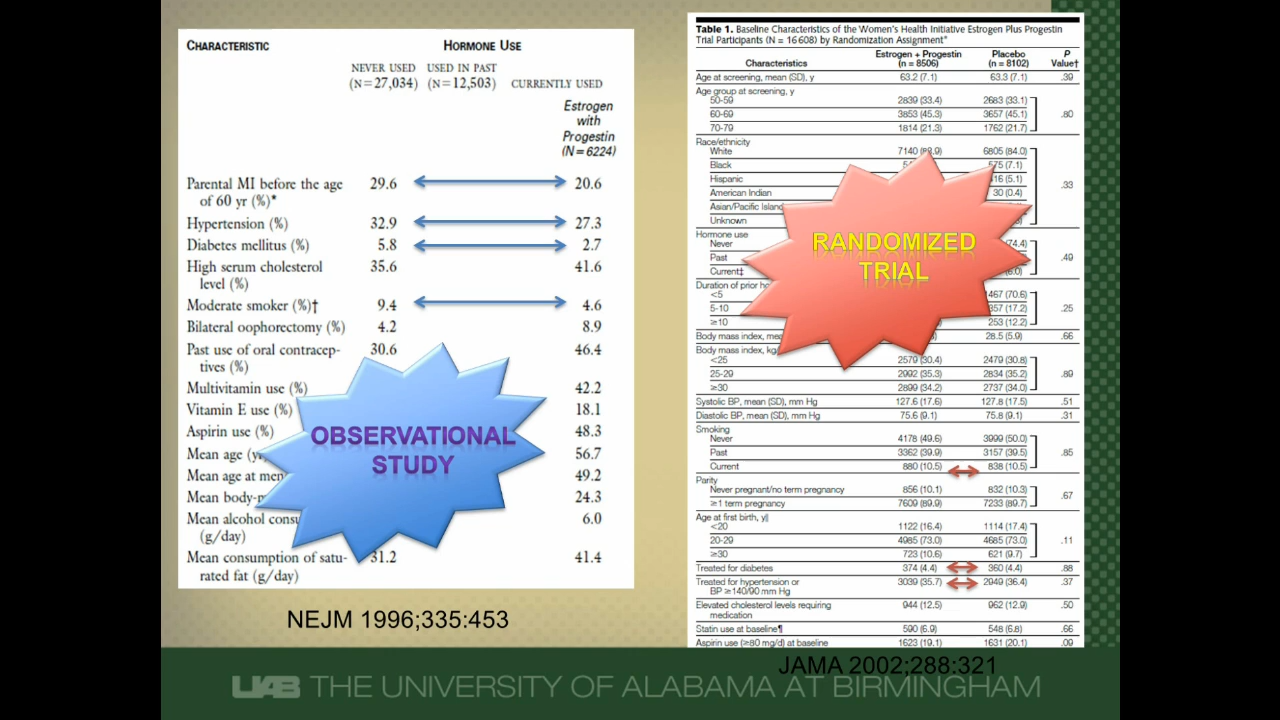 CHARACTERISTIC HORMONE USE
NEVER USED USED IN PAST
(N=27,034) (N=12,503) CURRENTLY USED
Estrogen
with
Progestin
(N=6224)
Parental MI before the age 29.6 20.6
of 60 yr (%)*
Hypertension (%) 32.9 27.3
Diabetes mellitus (%) 5.8 2.7
High serum cholesterol 35.6 41.6
level (%)
Moderate smoker (%)† 9.4 4.6
Bilateral oophorectomy (%) 4.2 8.9
Past use of oral contracep- 30.6 46.4
tives (%)
Multivitamin use (%) 42.2
Vitamin E use (%) 18.1
Aspirin use (%) 48.3
Mean age 56.7
Mean age at 49.2
Mean 24.3
Mean alcohol 6.0
(g/day)
Mean consumption of satu- 31.2 41.4
rated fat (g/day)
OBSERVATIONAL
STUDY
NEJM 1996;335:453
Table 1. Baseline Characteristics of the Women's Health Initiative Estrogen Plus Progestin
Trial Participants (N = 16 608) by Randomization Assignment*
Estrogen + Progestin Placebo P
Characteristics (n = 8506) (n = 8102) Value†
Age at screening, mean (SD), y 63.2 (7.1) 63.3 (7.1) .39
Age group at screening, y
50-59 2839 (33.4) 2683 (33.1)
60-69 3853 (45.3) 3657 (45.1) .80
70-79 1814 (21.3) 1762 (21.7)
Race/ethnicity
White 7140 6805 (84.0)
Black (7.1)
Hispanic (5.1)
American Indian 30 (0.4) .33
Asian/Pacific
Unknown
Hormone use
Never
Past .49
Current‡
Duration of prior
<5 (70.6)
5-10 (17.2) .25
≥10 253 (12.2)
Body mass index, 28.5 (5.9) .66
Body mass index,
<25 2579 (30.4) 2479 (30.8)
25-29 2992 (35.3) 2834 (35.2) .89
≥30 2899 (34.2) 2737 (34.0)
Systolic BP, mean (SD), mm Hg 127.6 (17.6) 127.8 (17.5) .51
Diastolic BP, mean (SD), mm Hg 75.6 (9.1) 75.8 (9.1) .31
Smoking
Never 4178 (49.6) 3999 (50.0)
Past 3362 (39.9) 3157 (39.5) .85
Current 880 (10.5) 838 (10.5)
Parity
Never pregnant/no term pregnancy 856 (10.1) 832 (10.3)
≥1 term pregnancy 7609 (89.9) 7233 (89.7) .67
Age at first birth, y||
<20 1122 (16.4) 1114 (17.4)
20-29 4985 (73.0) 4685 (73.0) .11
≥30 723 (10.6) 621 (9.7)
Treated for diabetes 374 (4.4) 360 (4.4) .88
Treated for hypertension or 3039 (35.7) 2949 (36.4) .37
BP ≥140/90 mm Hg
Elevated cholesterol levels requiring 944 (12.5) 962 (12.9) .50
medication
Statin use at baseline¶ 590 (6.9) 548 (6.8) .66
Aspirin use (≥80 mg/d) at baseline 1623 (19.1) 1631 (20.1) .09
RANDOMIZED
TRIAL
JAMA 2002;288:321
UAB THE UNIVERSITY OF ALABAMA AT BIRMINGHAM